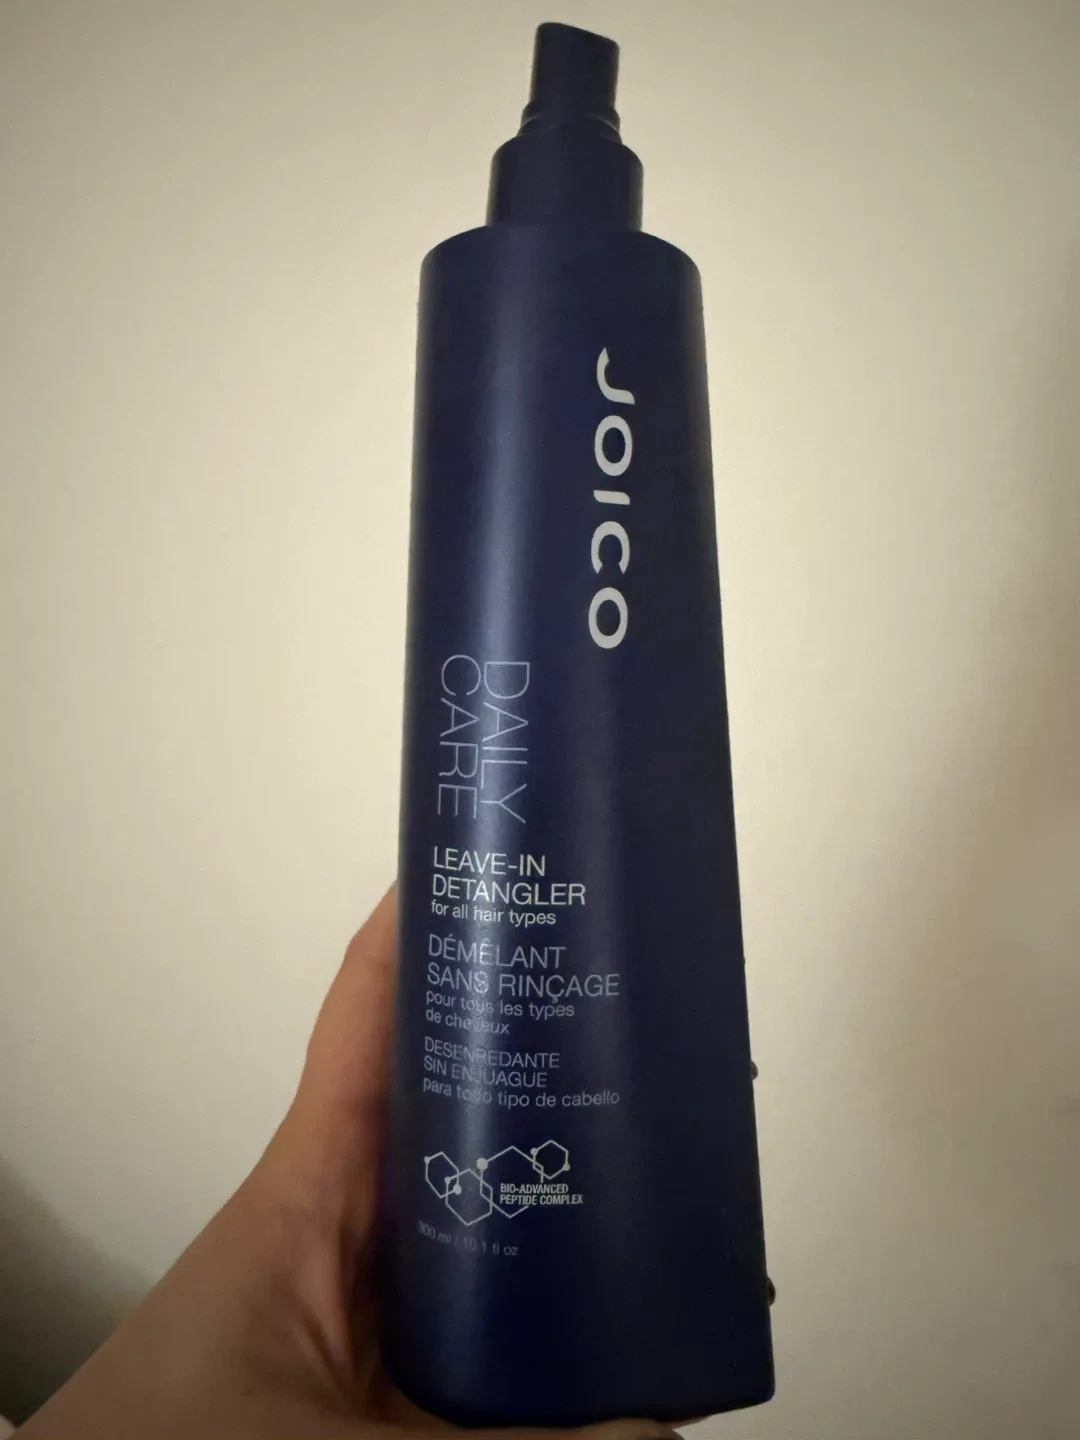 JOICO
DAILY
CARE
LEAVE-IN
DETANGLER
for all hair types
DÉMÊLANT
SANS RINÇAGE
pour tous les types
de cheveux
DESENREDANTE
SIN ENJUAGUE
para todo tipo de cabello
BIO-ADVANCED
PEPTIDE COMPLEX
300 ml / 10.1 fl oz